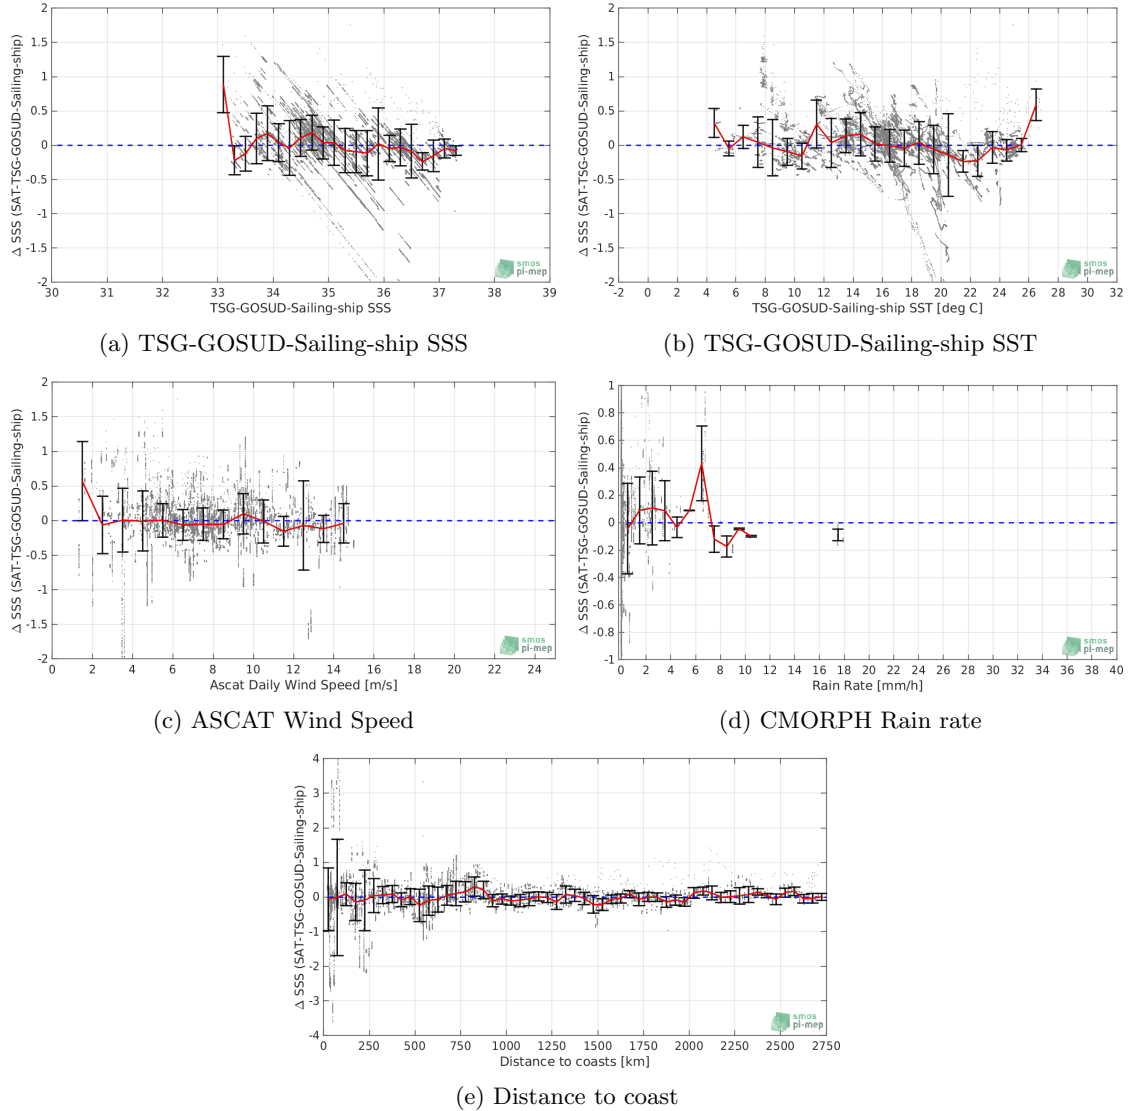 Δ SSS (SAT-TSG-GOSUD-Sailing-ship)
2
1.5
1
0.5
0
-0.5
-1
-1.5
-2
30 31 32 33 34 35 36 37 38 39
TSG-GOSUD-Sailing-ship SSS
smos
pi-mep
(a) TSG-GOSUD-Sailing-ship SSS
Δ SSS (SAT-TSG-GOSUD-Sailing-ship)
2
1.5
1
0.5
0
-0.5
-1
-1.5
-2
-2 0 2 4 6 8 10 12 14 16 18 20 22 24 26 28 30 32
TSG-GOSUD-Sailing-ship SST [deg C]
smos
pi-mep
(b) TSG-GOSUD-Sailing-ship SST
Δ SSS (SAT-TSG-GOSUD-Sailing-ship)
2
1.5
1
0.5
0
-0.5
-1
-1.5
-2
2 4 6 8 10 12 14 16 18 20 22 24
Ascat Daily Wind Speed [m/s]
smos
pi-mep
(c) ASCAT Wind Speed
Δ SSS (SAT-TSG-GOSUD-Sailing-ship)
1
0.8
0.6
0.4
0.2
0
-0.2
-0.4
-0.6
-0.8
-1
0 2 4 6 8 10 12 14 16 18 20 22 24 26 28 30 32 34 36 38 40
Rain Rate [mm/h]
smos
pi-mep
(d) CMORPH Rain rate
Δ SSS (SAT-TSG-GOSUD-Sailing-ship)
4
3
2
1
0
-1
-2
-3
-4
0 250 500 750 1000 1250 1500 1750 2000 2250 2500 2750
Distance to coasts [km]
smos
pi-mep
(e) Distance to coast